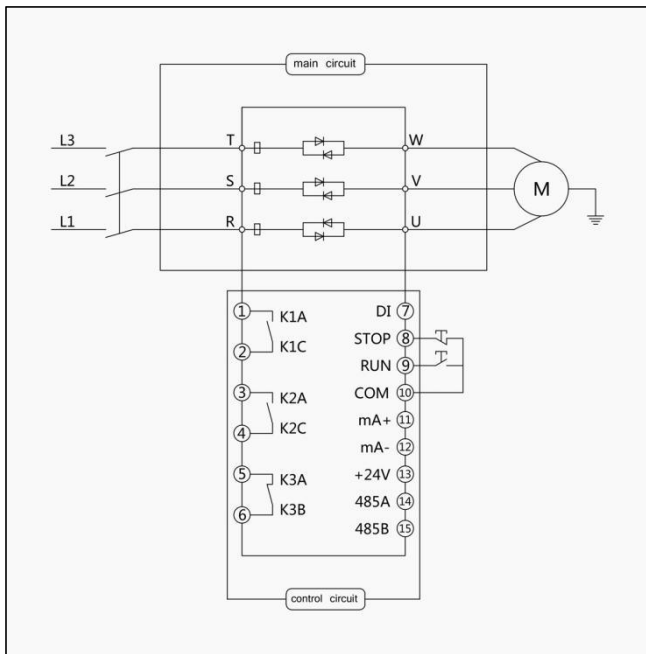 main circuit
L3
T
W
L2
S
V
M
L1
R
U
1
K1A
DI
7
STOP
8
K1C
2
RUN
9
3
K2A
COM
10
mA+
11
4
K2C
mA-
12
5
K3A
+24V
13
485A
14
6
K3B
485B
15
control circuit